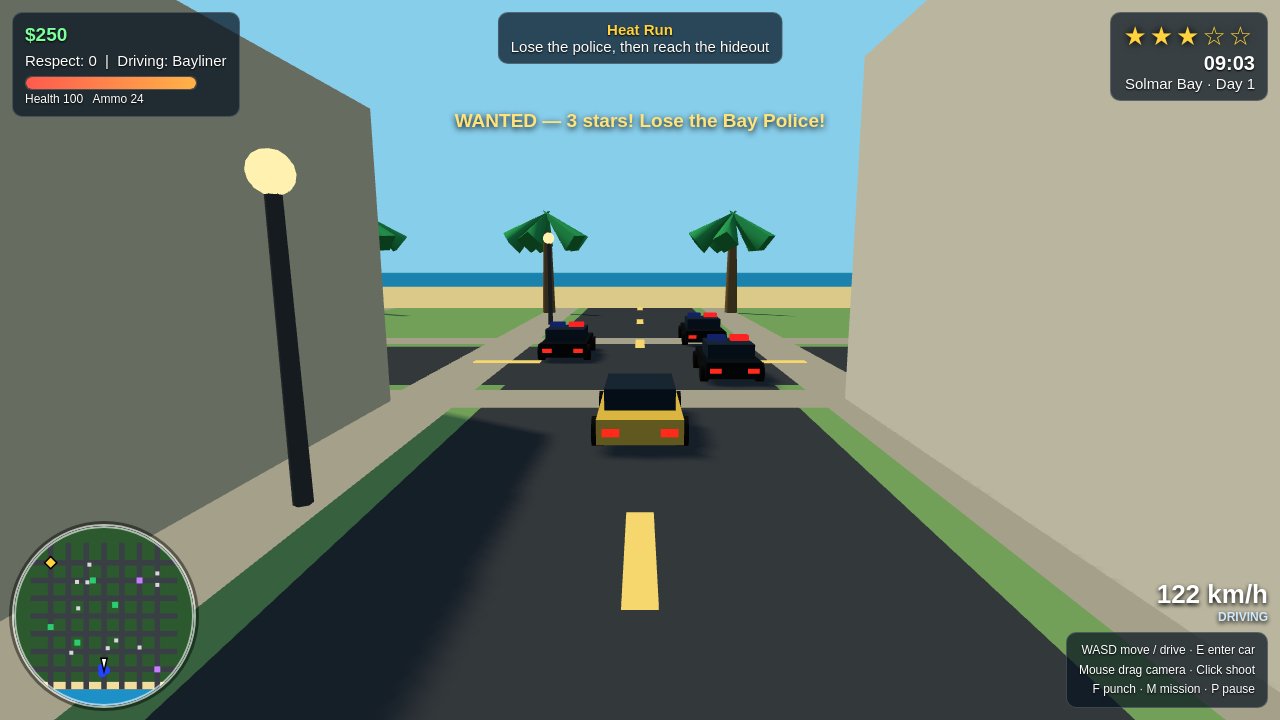 $250
Respect: 0 | Driving: Bayliner
Health 100 Ammo 24
Heat Run
Lose the police, then reach the hideout
★★★☆☆
09:03
Solmar Bay · Day 1
WANTED — 3 stars! Lose the Bay Police!
122 km/h
DRIVING
WASD move / drive · E enter car
Mouse drag camera · Click shoot
F punch · M mission · P pause